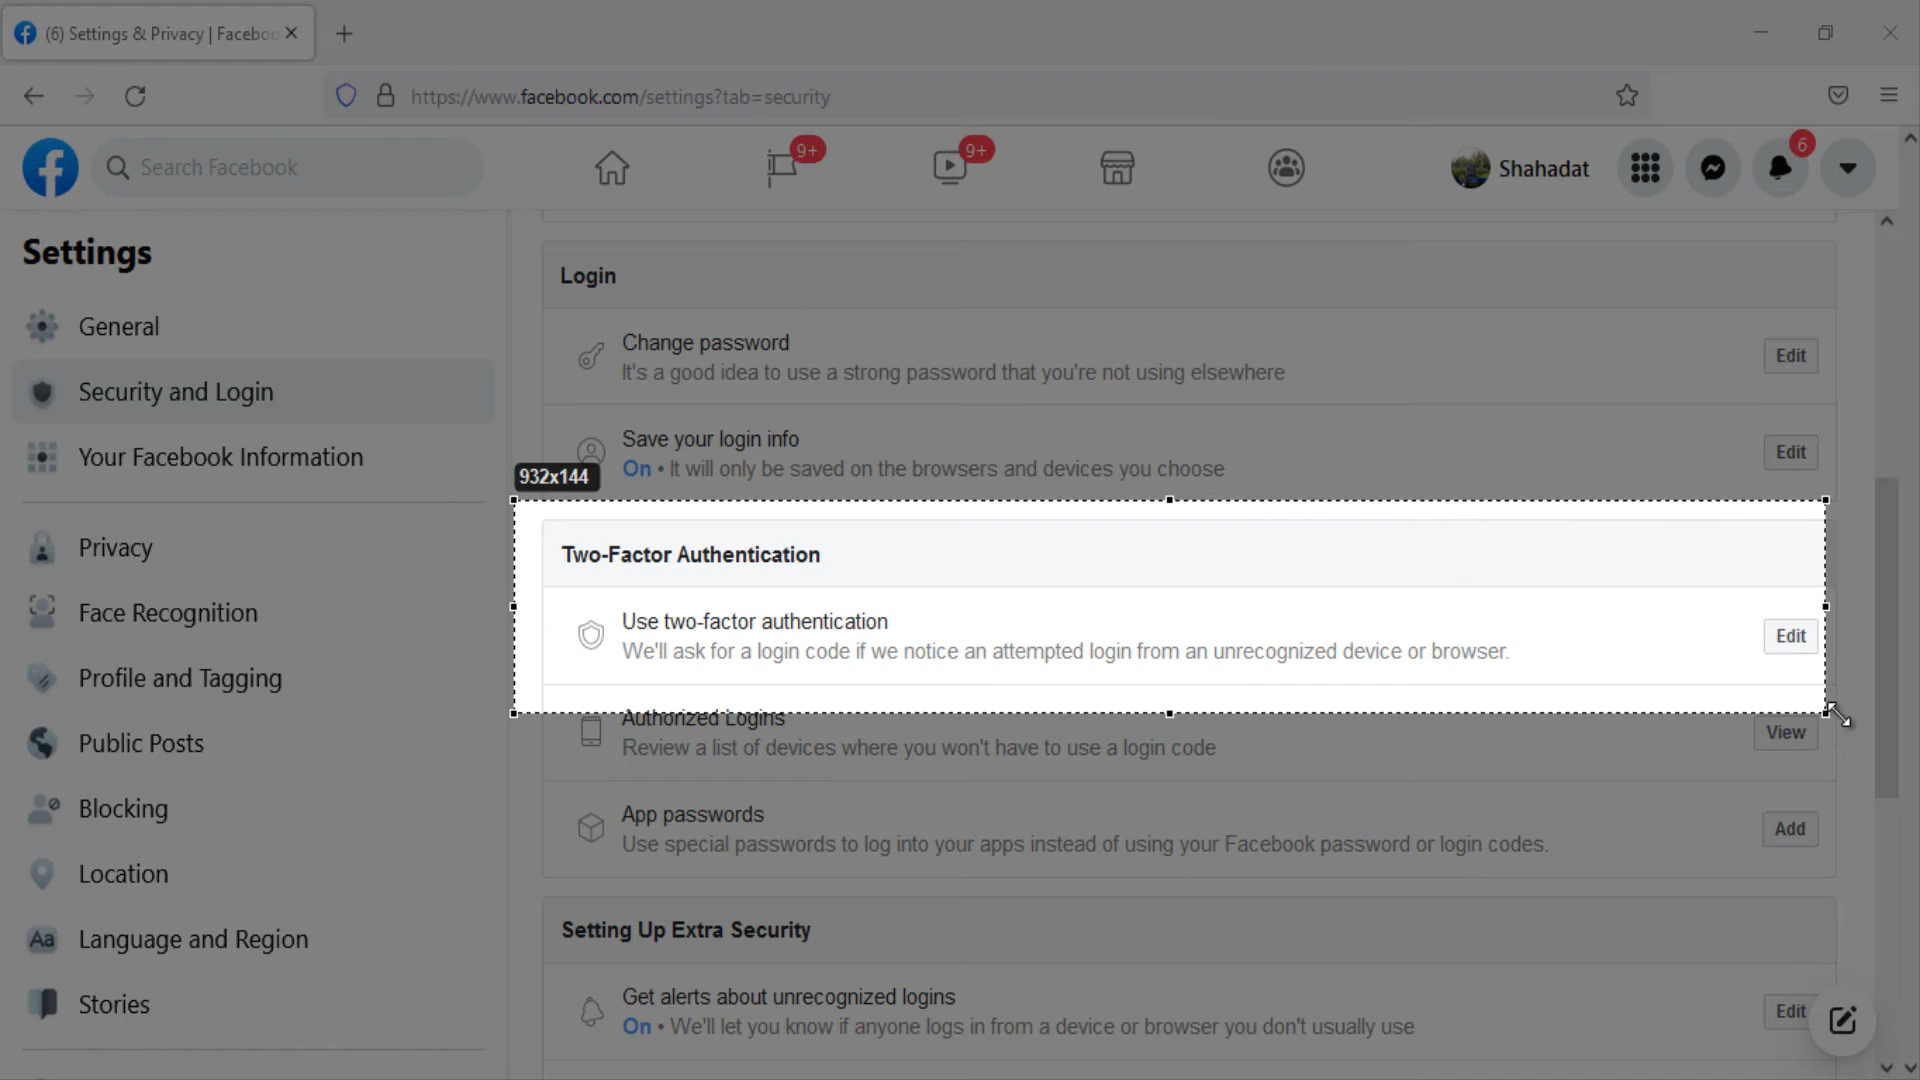 (6) Settings & Privacy | Faceboo
https://www.facebook.com/settings?tab=security
Search Facebook
9+
9+
Shahadat
6
Settings
General
Security and Login
Your Facebook Information
Privacy
Face Recognition
Profile and Tagging
Public Posts
Blocking
Location
Aa
Language and Region
Stories
Login
Change password
It's a good idea to use a strong password that you're not using elsewhere
Edit
Save your login info
On • It will only be saved on the browsers and devices you choose
Edit
932x144
Two-Factor Authentication
Use two-factor authentication
We'll ask for a login code if we notice an attempted login from an unrecognized device or browser.
Edit
Authorized Logins
Review a list of devices where you won't have to use a login code
View
App passwords
Use special passwords to log into your apps instead of using your Facebook password or login codes.
Add
Setting Up Extra Security
Get alerts about unrecognized logins
On • We'll let you know if anyone logs in from a device or browser you don't usually use
Edit